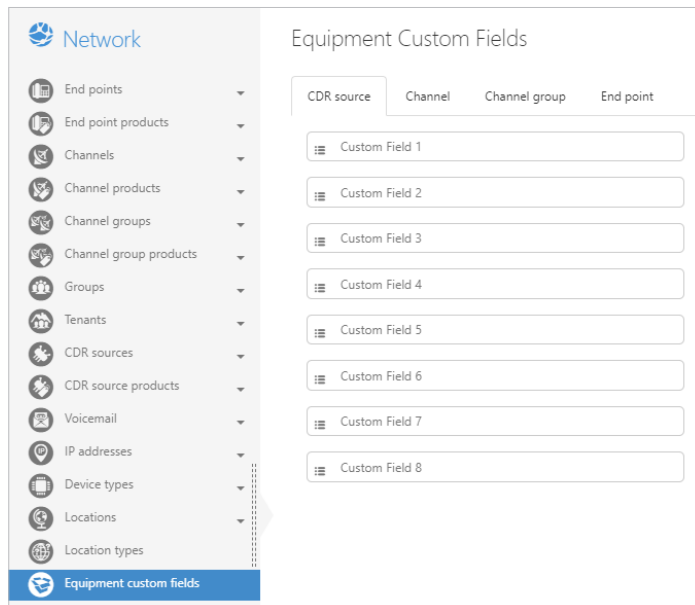 Network
End points
End point products
Channels
Channel products
Channel groups
Channel group products
Groups
Tenants
CDR sources
CDR source products
Voicemail
IP
IP addresses
Device types
Locations
Location types
Equipment custom fields
Equipment Custom Fields
CDR source Channel Channel group End point
Custom Field 1
Custom Field 2
Custom Field 3
Custom Field 4
Custom Field 5
Custom Field 6
Custom Field 7
Custom Field 8